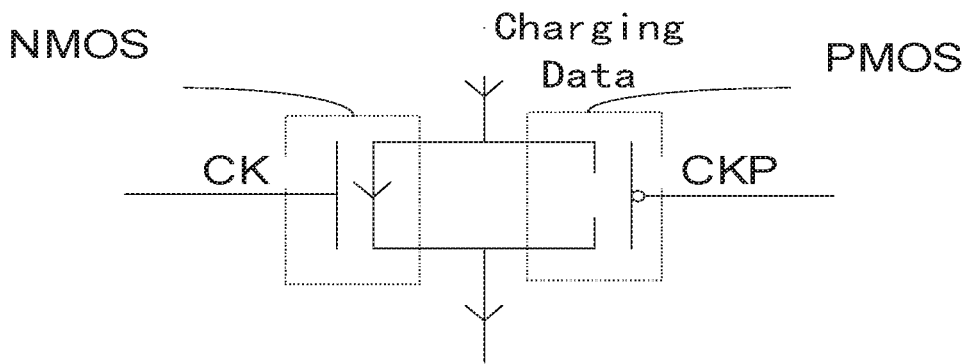 NMOS
Charging
Data
PMOS
CK
CKP